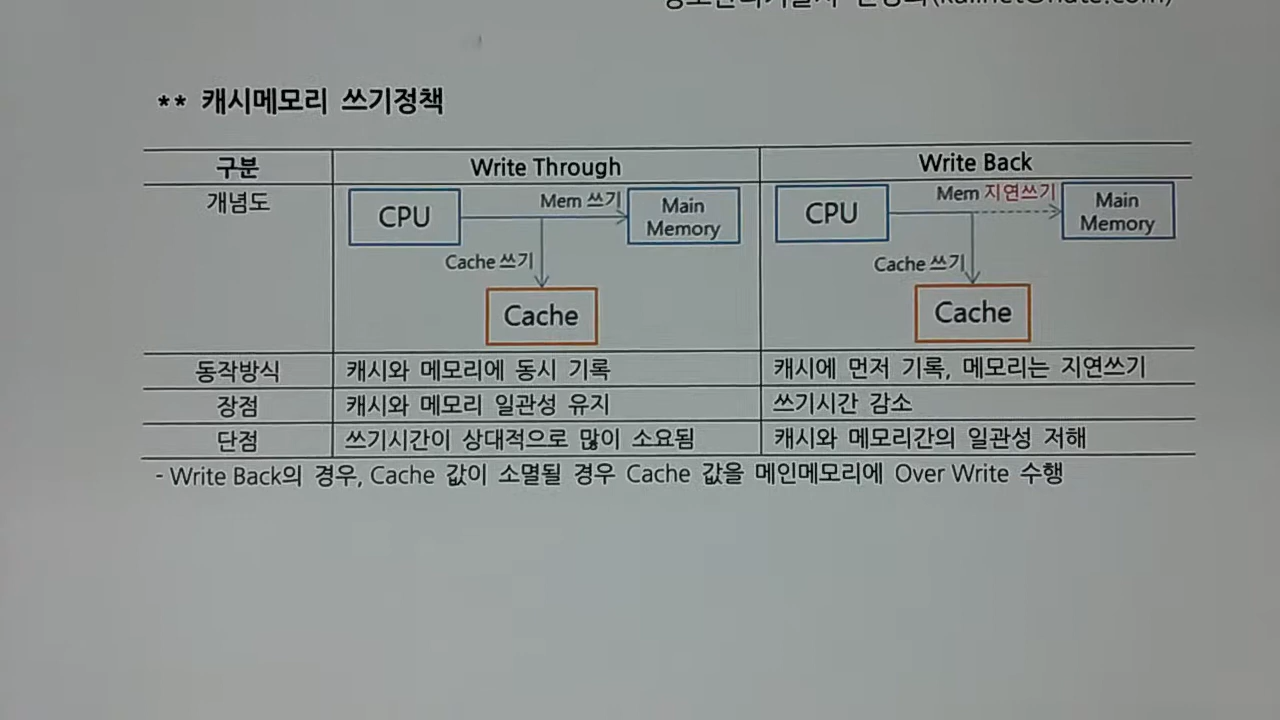 (kalinet@nate.com)
** 캐시메모리 쓰기정책
구분 Write Through Write Back
개념도
CPU Mem 쓰기 Main Memory
Cache 쓰기
Cache
CPU Mem 지연쓰기 Main Memory
Cache 쓰기
Cache
동작방식 캐시와 메모리에 동시 기록 캐시에 먼저 기록, 메모리는 지연쓰기
장점 캐시와 메모리 일관성 유지 쓰기시간 감소
단점 쓰기시간이 상대적으로 많이 소요됨 캐시와 메모리간의 일관성 저해
- Write Back의 경우, Cache 값이 소멸될 경우 Cache 값을 메인메모리에 Over Write 수행